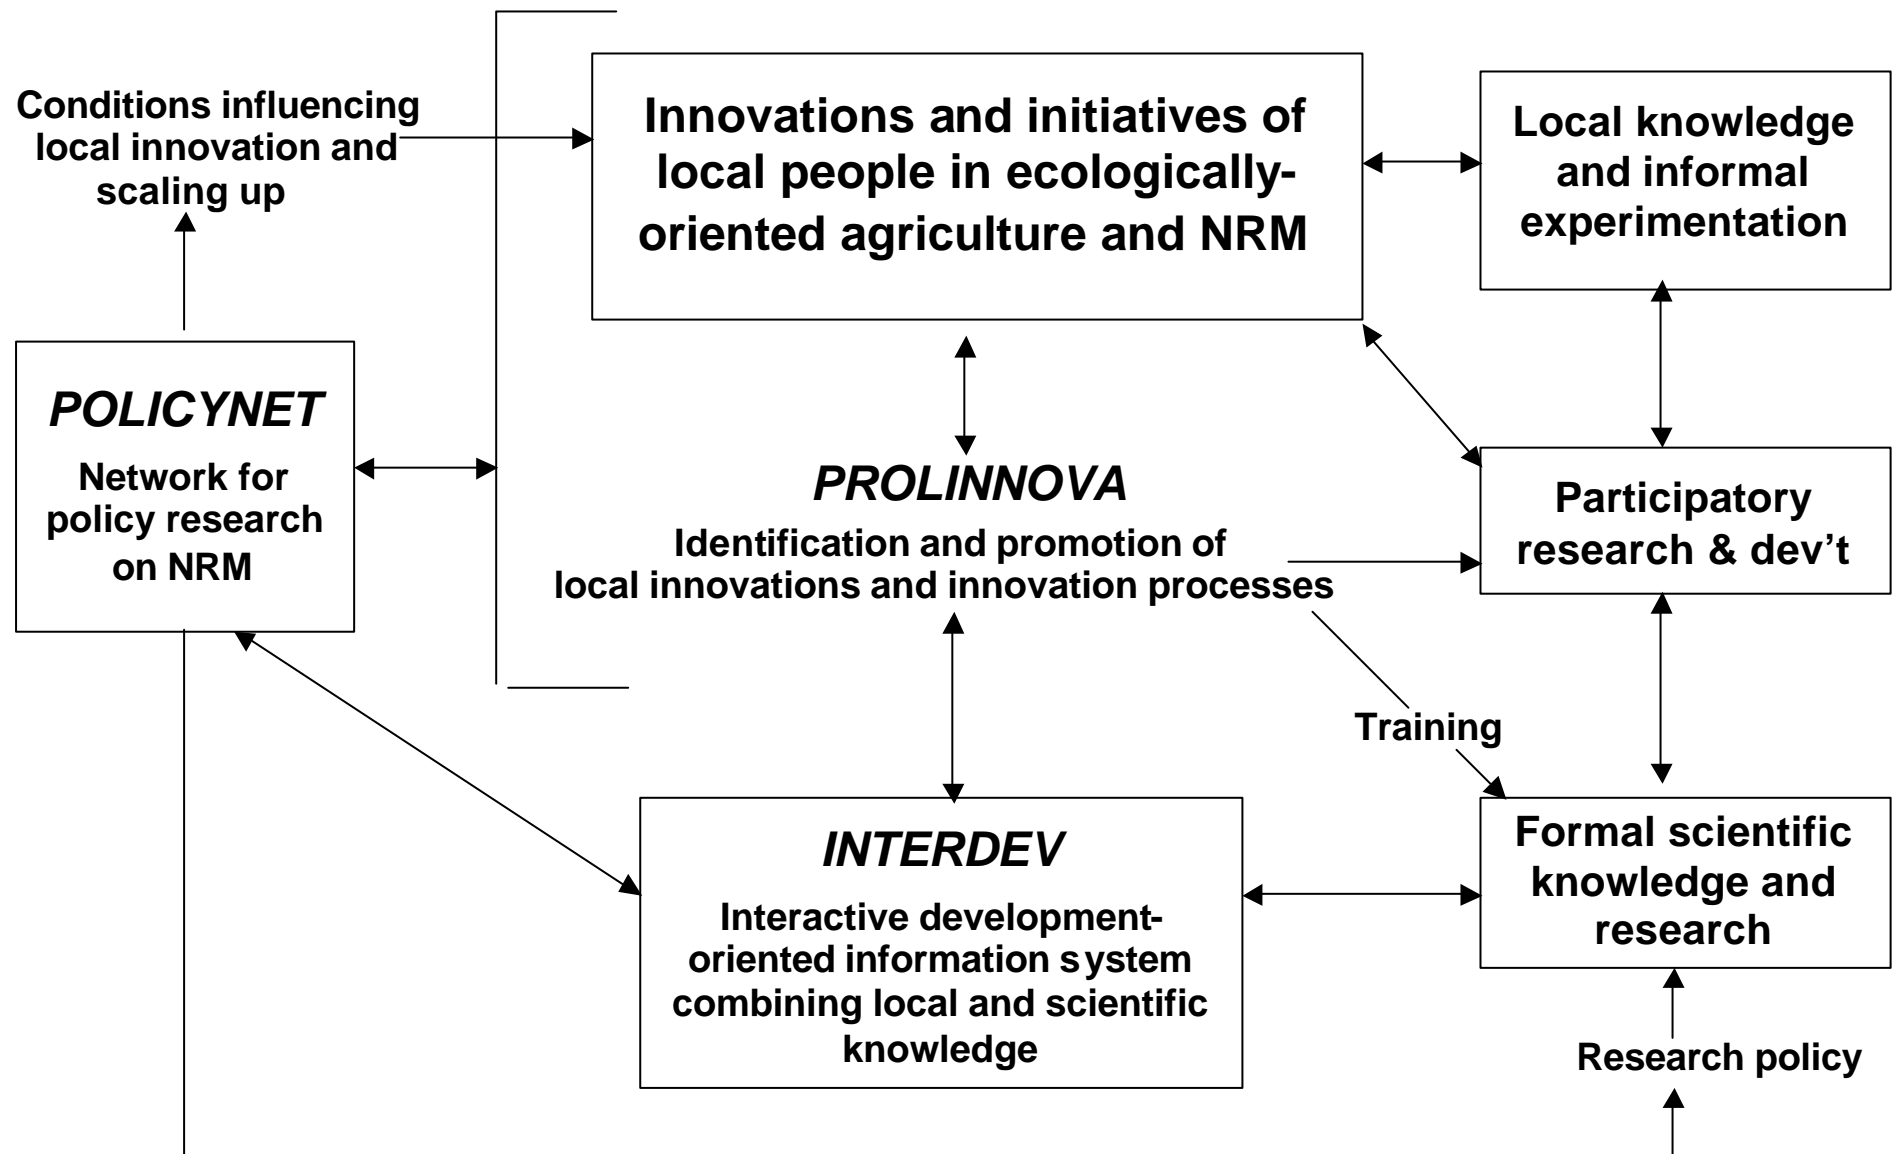 Conditions influencing
local innovation and
scaling up
Innovations and initiatives of
local people in ecologically-
oriented agriculture and NRM
Local knowledge
and informal
experimentation
POLICYNET
Network for
policy research
on NRM
PROLINNOVA
Identification and promotion of
local innovations and innovation processes
Participatory
research & dev’t
Training
INTERDEV
Interactive development-
oriented information system
combining local and scientific
knowledge
Formal scientific
knowledge and
research
Research policy